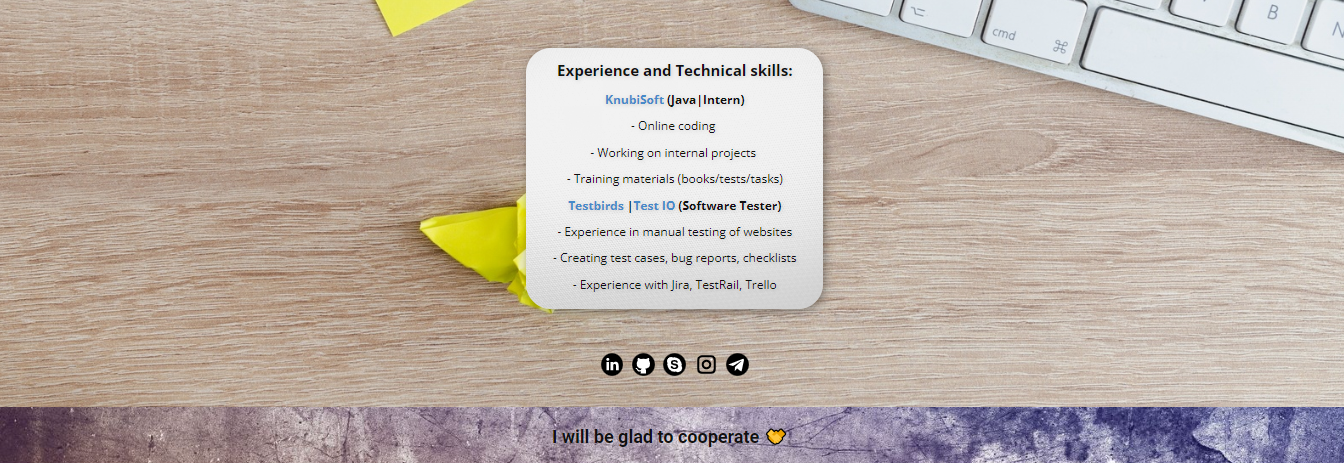 cmd ⌘
B
Experience and Technical skills:
KnubiSoft (Java|Intern)
- Online coding
- Working on internal projects
- Training materials (books/tests/tasks)
Testbirds |Test IO (Software Tester)
- Experience in manual testing of websites
- Creating test cases, bug reports, checklists
- Experience with Jira, TestRail, Trello
in
S
I will be glad to cooperate